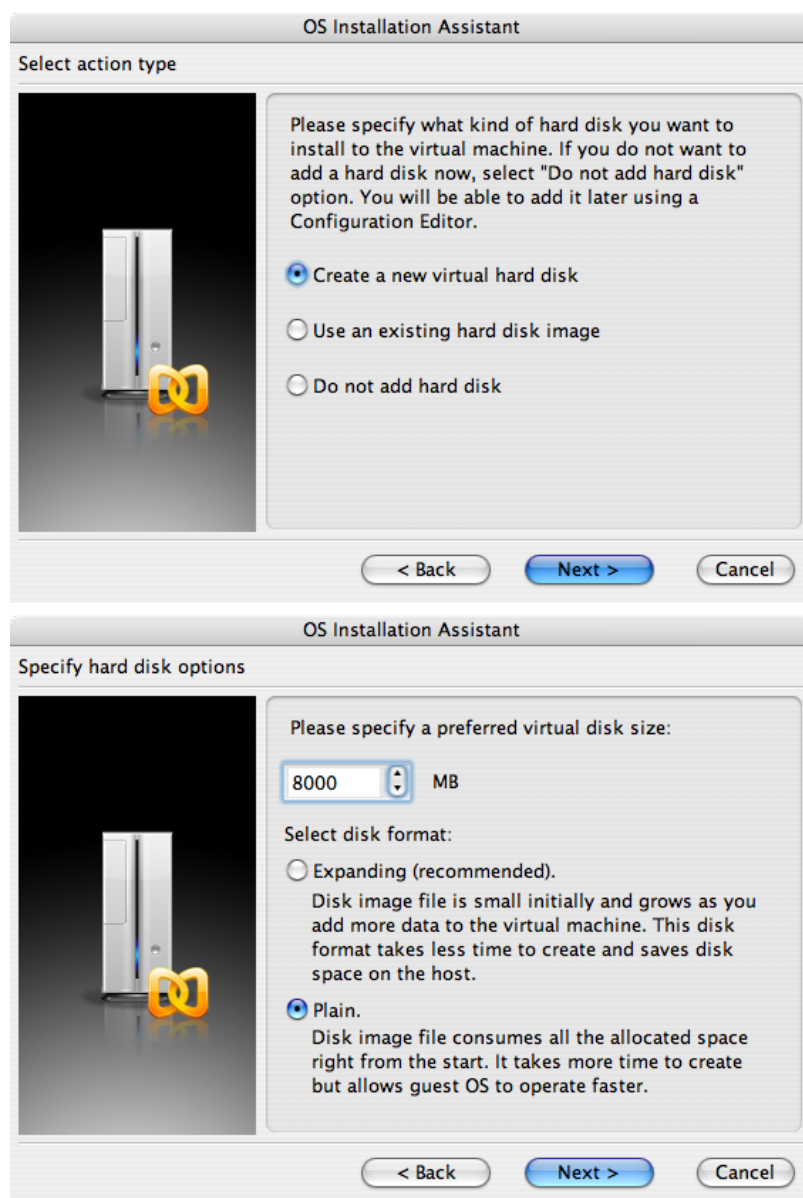 OS Installation Assistant
Select action type
Please specify what kind of hard disk you want to
install to the virtual machine. If you do not want to
add a hard disk now, select "Do not add hard disk"
option. You will be able to add it later using a
Configuration Editor.
Create a new virtual hard disk
Use an existing hard disk image
Do not add hard disk
< Back
Next >
Cancel
OS Installation Assistant
Specify hard disk options
Please specify a preferred virtual disk size:
8000 MB
Select disk format:
Expanding (recommended).
Disk image file is small initially and grows as you
add more data to the virtual machine. This disk
format takes less time to create and saves disk
space on the host.
Plain.
Disk image file consumes all the allocated space
right from the start. It takes more time to create
but allows guest OS to operate faster.
< Back
Next >
Cancel